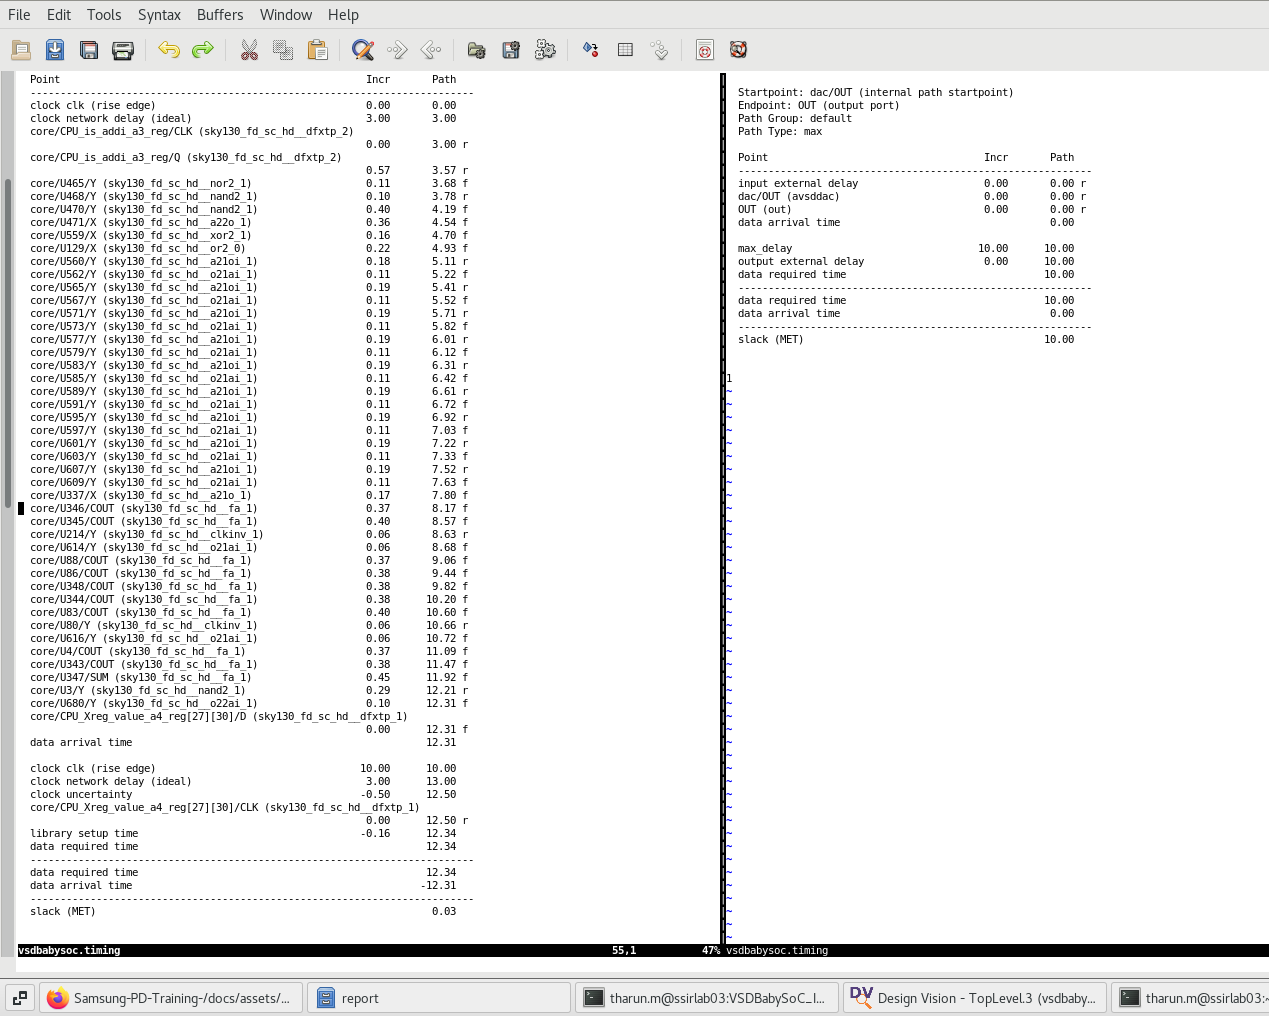 File Edit Tools Syntax Buffers Window Help
Point Incr Path
--------------------------------------------------------------------------
clock clk (rise edge) 0.00 0.00
clock network delay (ideal) 3.00 3.00
core/CPU_is_addi_a3_reg/CLK (sky130_fd_sc_hd__dfxtp_2)
0.00 3.00 r
core/CPU_is_addi_a3_reg/Q (sky130_fd_sc_hd__dfxtp_2)
0.57 3.57 r
core/U465/Y (sky130_fd_sc_hd__nor2_1) 0.11 3.68 f
core/U468/Y (sky130_fd_sc_hd__nand2_1) 0.10 3.78 r
core/U470/Y (sky130_fd_sc_hd__nand2_1) 0.40 4.19 f
core/U471/X (sky130_fd_sc_hd__a22o_1) 0.36 4.54 f
core/U559/X (sky130_fd_sc_hd__xor2_1) 0.16 4.70 f
core/U129/X (sky130_fd_sc_hd__or2_0) 0.22 4.93 f
core/U560/Y (sky130_fd_sc_hd__a21oi_1) 0.18 5.11 r
core/U562/Y (sky130_fd_sc_hd__o21ai_1) 0.11 5.22 f
core/U565/Y (sky130_fd_sc_hd__a21oi_1) 0.19 5.41 r
core/U567/Y (sky130_fd_sc_hd__o21ai_1) 0.11 5.52 f
core/U571/Y (sky130_fd_sc_hd__a21oi_1) 0.19 5.71 r
core/U573/Y (sky130_fd_sc_hd__o21ai_1) 0.11 5.82 f
core/U577/Y (sky130_fd_sc_hd__a21oi_1) 0.19 6.01 r
core/U579/Y (sky130_fd_sc_hd__o21ai_1) 0.11 6.12 f
core/U583/Y (sky130_fd_sc_hd__a21oi_1) 0.19 6.31 r
core/U585/Y (sky130_fd_sc_hd__o21ai_1) 0.11 6.42 f
core/U589/Y (sky130_fd_sc_hd__a21oi_1) 0.19 6.61 r
core/U591/Y (sky130_fd_sc_hd__o21ai_1) 0.11 6.72 f
core/U595/Y (sky130_fd_sc_hd__a21oi_1) 0.19 6.92 r
core/U597/Y (sky130_fd_sc_hd__o21ai_1) 0.11 7.03 f
core/U601/Y (sky130_fd_sc_hd__a21oi_1) 0.19 7.22 r
core/U603/Y (sky130_fd_sc_hd__o21ai_1) 0.11 7.33 f
core/U607/Y (sky130_fd_sc_hd__a21oi_1) 0.19 7.52 r
core/U609/Y (sky130_fd_sc_hd__o21ai_1) 0.11 7.63 f
core/U337/X (sky130_fd_sc_hd__a21o_1) 0.17 7.80 f
core/U346/COUT (sky130_fd_sc_hd__fa_1) 0.37 8.17 f
core/U345/COUT (sky130_fd_sc_hd__fa_1) 0.40 8.57 f
core/U214/Y (sky130_fd_sc_hd__clkinv_1) 0.06 8.63 r
core/U614/Y (sky130_fd_sc_hd__o21ai_1) 0.06 8.68 f
core/U88/COUT (sky130_fd_sc_hd__fa_1) 0.37 9.06 f
core/U86/COUT (sky130_fd_sc_hd__fa_1) 0.38 9.44 f
core/U348/COUT (sky130_fd_sc_hd__fa_1) 0.38 9.82 f
core/U344/COUT (sky130_fd_sc_hd__fa_1) 0.38 10.20 f
core/U83/COUT (sky130_fd_sc_hd__fa_1) 0.40 10.60 f
core/U80/Y (sky130_fd_sc_hd__clkinv_1) 0.06 10.66 r
core/U616/Y (sky130_fd_sc_hd__o21ai_1) 0.06 10.72 f
core/U4/COUT (sky130_fd_sc_hd__fa_1) 0.37 11.09 f
core/U343/COUT (sky130_fd_sc_hd__fa_1) 0.38 11.47 f
core/U347/SUM (sky130_fd_sc_hd__fa_1) 0.45 11.92 f
core/U3/Y (sky130_fd_sc_hd__nand2_1) 0.29 12.21 r
core/U680/Y (sky130_fd_sc_hd__o22ai_1) 0.10 12.31 f
core/CPU_Xreg_value_a4_reg[27][30]/D (sky130_fd_sc_hd__dfxtp_1)
0.00 12.31 f
data arrival time 12.31
clock clk (rise edge) 10.00 10.00
clock network delay (ideal) 3.00 13.00
clock uncertainty -0.50 12.50
core/CPU_Xreg_value_a4_reg[27][30]/CLK (sky130_fd_sc_hd__dfxtp_1)
0.00 12.50 r
library setup time -0.16 12.34
data required time 12.34
--------------------------------------------------------------------------
data required time 12.34
data arrival time -12.31
--------------------------------------------------------------------------
slack (MET) 0.03
vsdbabysoc.timing 55,1 47%
Startpoint: dac/OUT (internal path startpoint)
Endpoint: OUT (output port)
Path Group: default
Path Type: max
Point Incr Path
-----------------------------------------------------------
input external delay 0.00 0.00 r
dac/OUT (avsddac) 0.00 0.00 r
OUT (out) 0.00 0.00 r
data arrival time 0.00
max_delay 10.00 10.00
output external delay 0.00 10.00
data required time 10.00
-----------------------------------------------------------
data required time 10.00
data arrival time 0.00
-----------------------------------------------------------
slack (MET) 10.00
1
vsdbabysoc.timing
Samsung-PD-Training-/docs/assets/... report tharun.m@ssirlab03:VSDBabySoC_I... Design Vision - TopLevel.3 (vsdbaby... tharun.m@ssirlab03:~